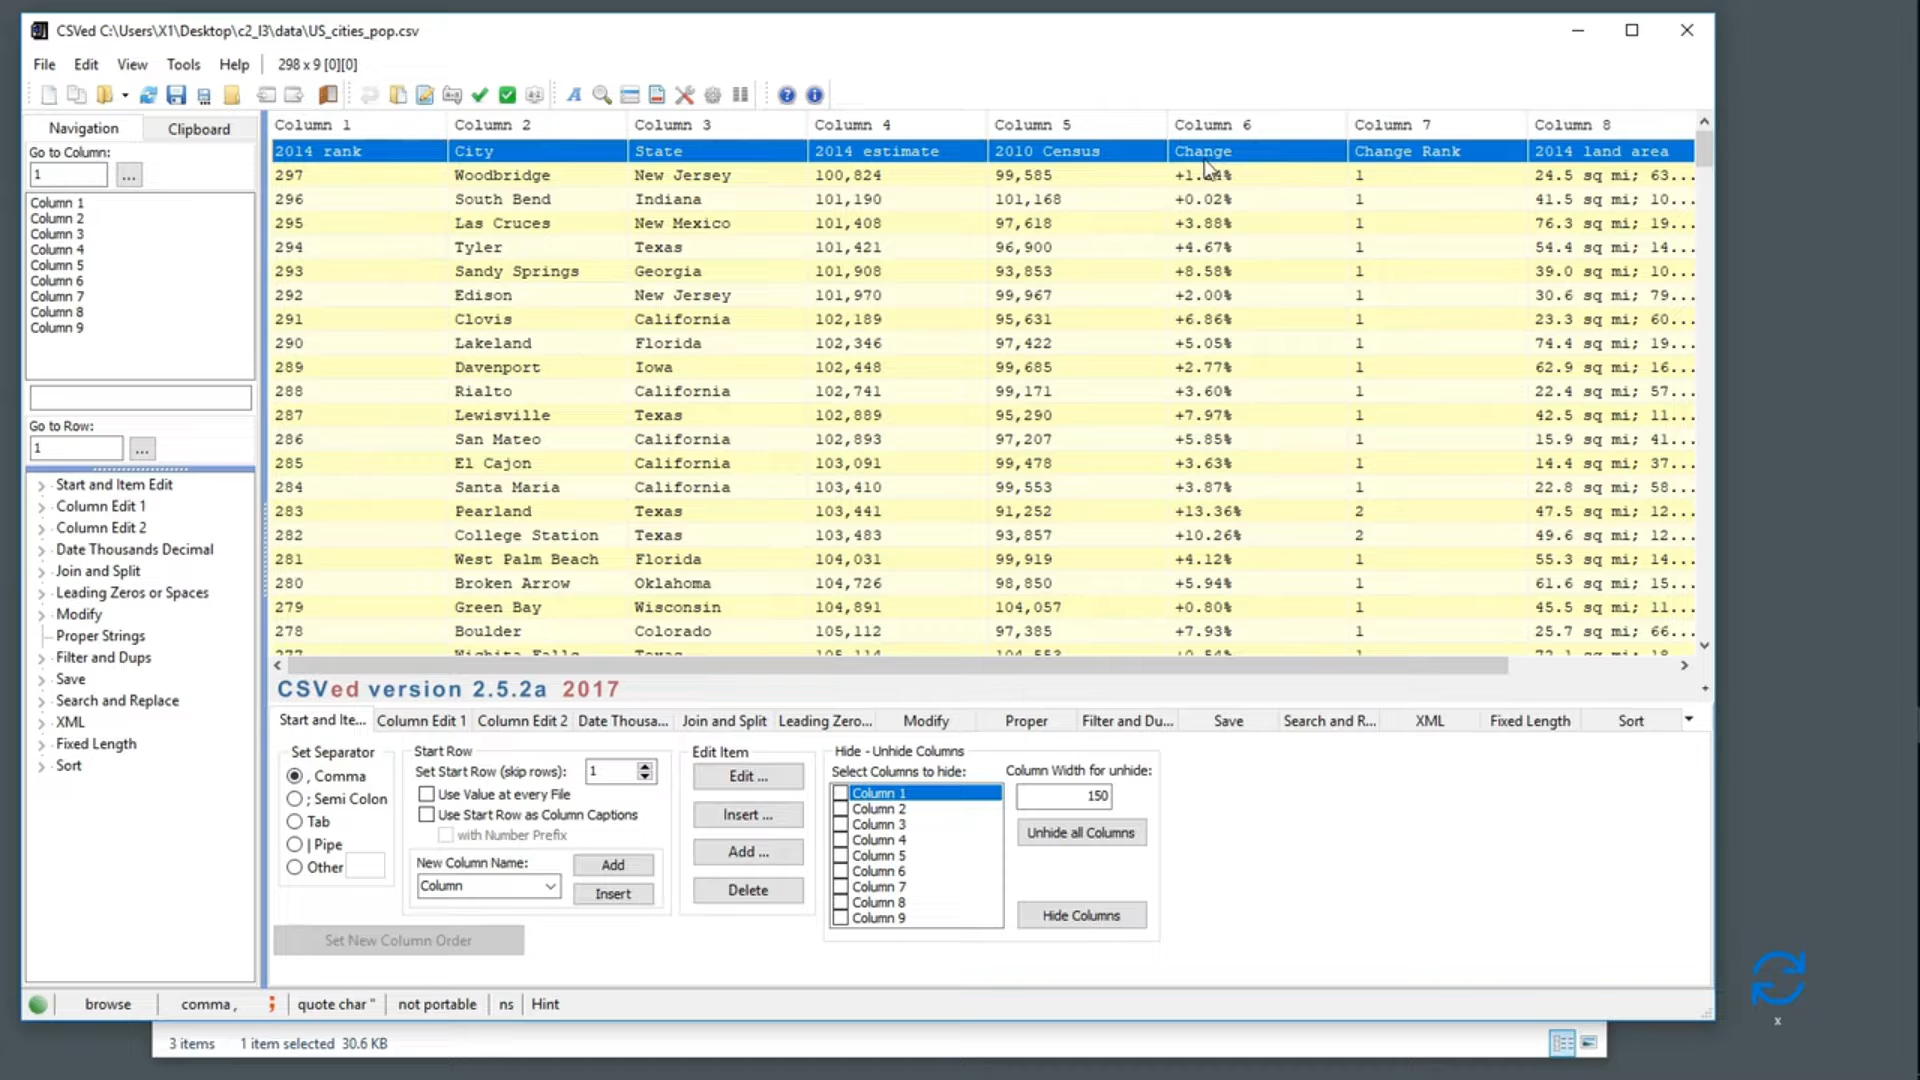 CSVed C:\Users\X1\Desktop\c2_l3\data\US_cities_pop.csv
File Edit View Tools Help 298 x 9 [0][0]
Navigation Clipboard
Go to Column:
1 ...
Column 1
Column 2
Column 3
Column 4
Column 5
Column 6
Column 7
Column 8
Column 9
Go to Row:
1 ...
Start and Item Edit
Column Edit 1
Column Edit 2
Date Thousands Decimal
Join and Split
Leading Zeros or Spaces
Modify
Proper Strings
Filter and Dups
Save
Search and Replace
XML
Fixed Length
Sort
Column 1 Column 2 Column 3 Column 4 Column 5 Column 6 Column 7 Column 8
2014 rank City State 2014 estimate 2010 Census Change Change Rank 2014 land area
297 Woodbridge New Jersey 100,824 99,585 1 24.5 sq mi; 63...
296 South Bend Indiana 101,190 101,168 +0.02% 1 41.5 sq mi; 10...
295 Las Cruces New Mexico 101,408 97,618 +3.88% 1 76.3 sq mi; 19...
294 Tyler Texas 101,421 96,900 +4.67% 1 54.4 sq mi; 14...
293 Sandy Springs Georgia 101,908 93,853 +8.58% 1 39.0 sq mi; 10...
292 Edison New Jersey 101,970 99,967 +2.00% 1 30.6 sq mi; 79...
291 Clovis California 102,189 95,631 +6.86% 1 23.3 sq mi; 60...
290 Lakeland Florida 102,346 97,422 +5.05% 1 74.4 sq mi; 19...
289 Davenport Iowa 102,448 99,685 +2.77% 1 62.9 sq mi; 16...
288 Rialto California 102,741 99,171 +3.60% 1 22.4 sq mi; 57...
287 Lewisville Texas 102,889 95,290 +7.97% 1 42.5 sq mi; 11...
286 San Mateo California 102,893 97,207 +5.85% 1 15.9 sq mi; 41...
285 El Cajon California 103,091 99,478 +3.63% 1 14.4 sq mi; 37...
284 Santa Maria California 103,410 99,553 +3.87% 1 22.8 sq mi; 58...
283 Pearland Texas 103,441 91,252 +13.36% 2 47.5 sq mi; 12...
282 College Station Texas 103,483 93,857 +10.26% 2 49.6 sq mi; 12...
281 West Palm Beach Florida 104,031 99,919 +4.12% 1 55.3 sq mi; 14...
280 Broken Arrow Oklahoma 104,726 98,850 +5.94% 1 61.6 sq mi; 15...
279 Green Bay Wisconsin 104,891 104,057 +0.80% 1 45.5 sq mi; 11...
278 Boulder Colorado 105,112 97,385 +7.93% 1 25.7 sq mi; 66...
CSVed version 2.5.2a 2017
Start and Ite... Column Edit 1 Column Edit 2 Date Thousa... Join and Split Leading Zero... Modify Proper Filter and Du... Save Search and R... XML Fixed Length Sort
Set Separator
, Comma
; Semi Colon
Tab
| Pipe
Other
Start Row
Set Start Row (skip rows): 1
Use Value at every File
Use Start Row as Column Captions
with Number Prefix
New Column Name: Add
Column Insert
Set New Column Order
Edit Item
Edit ...
Insert ...
Add ...
Delete
Hide - Unhide Columns
Select Columns to hide:
Column 1
Column 2
Column 3
Column 4
Column 5
Column 6
Column 7
Column 8
Column 9
Column Width for unhide:
150
Unhide all Columns
Hide Columns
browse comma , ; quote char " not portable ns Hint
x
3 items 1 item selected 30.6 KB